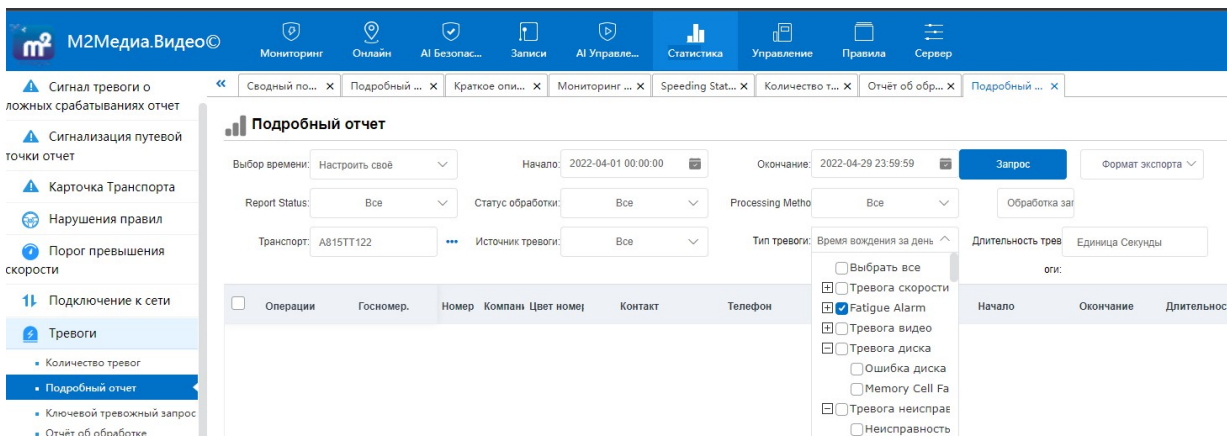 m²
М2Медиа.Видео©
Мониторинг
Онлайн
AI Безопас...
Записи
AI Управле...
Статистика
Управление
Правила
Сервер
Сигнал тревоги о
ложных срабатываниях отчет
Сигнализация путевой
точки отчет
Карточка Транспорта
Нарушения правил
Порог превышения
скорости
Подключение к сети
Тревоги
Количество тревог
Подробный отчет
Ключевой тревожный запрос
Отчёт об обработке
Сводный по... X
Подробный ... X
Краткое опи... X
Мониторинг ... X
Speeding Stat... X
Количество т... X
Отчёт об обр... X
Подробный ... X
Подробный отчет
Выбор времени: Настроить своё
Начало: 2022-04-01 00:00:00
Окончание: 2022-04-29 23:59:59
Запрос
Формат экспорта
Report Status: Все
Статус обработки: Все
Processing Metho Все
Обработка заг
Транспорт: А815ТТ122
Источник тревоги: Все
Тип тревоги: Время вождения за день
Длительность трев
оги:
Единица Секунды
Выбрать все
Тревога скорости
Fatigue Alarm
Тревога видео
Тревога диска
Ошибка диска
Memory Cell Fa
Тревога неисправ
Неисправность
Операции
Госномер.
Номер
Компань
Цвет номер
Контакт
Телефон
Начало
Окончание
Длительнос